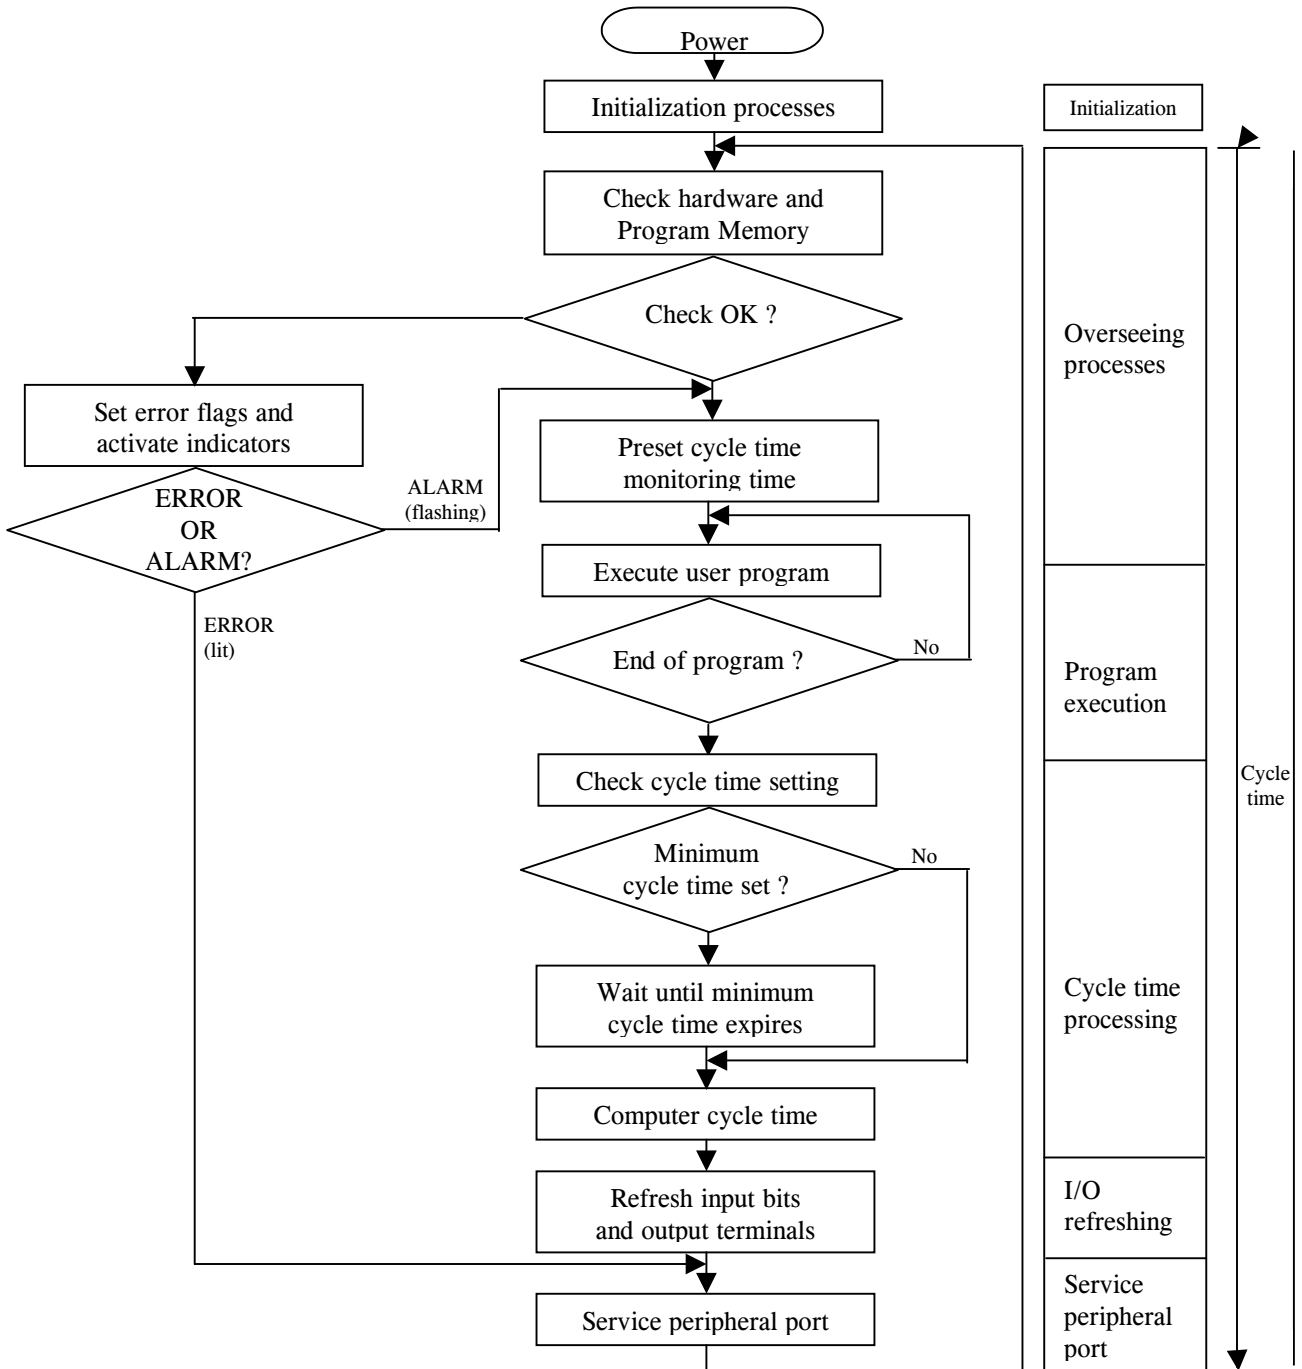 Power
Initialization processes
Initialization
Check hardware and
Program Memory
Check OK ?
Overseeing
processes
Set error flags and
activate indicators
Preset cycle time
monitoring time
ALARM
(flashing)
ERROR
OR
ALARM?
Execute user program
ERROR
(lit)
End of program ?
No
Program
execution
Check cycle time setting
Cycle
time
Minimum
cycle time set ?
No
Wait until minimum
cycle time expires
Cycle time
processing
Computer cycle time
Refresh input bits
and output terminals
I/O
refreshing
Service peripheral port
Service
peripheral
port